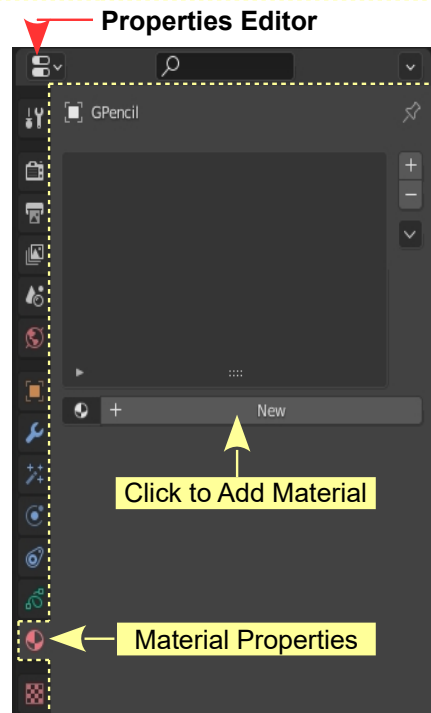 Properties Editor
GPencil
New
Click to Add Material
Material Properties